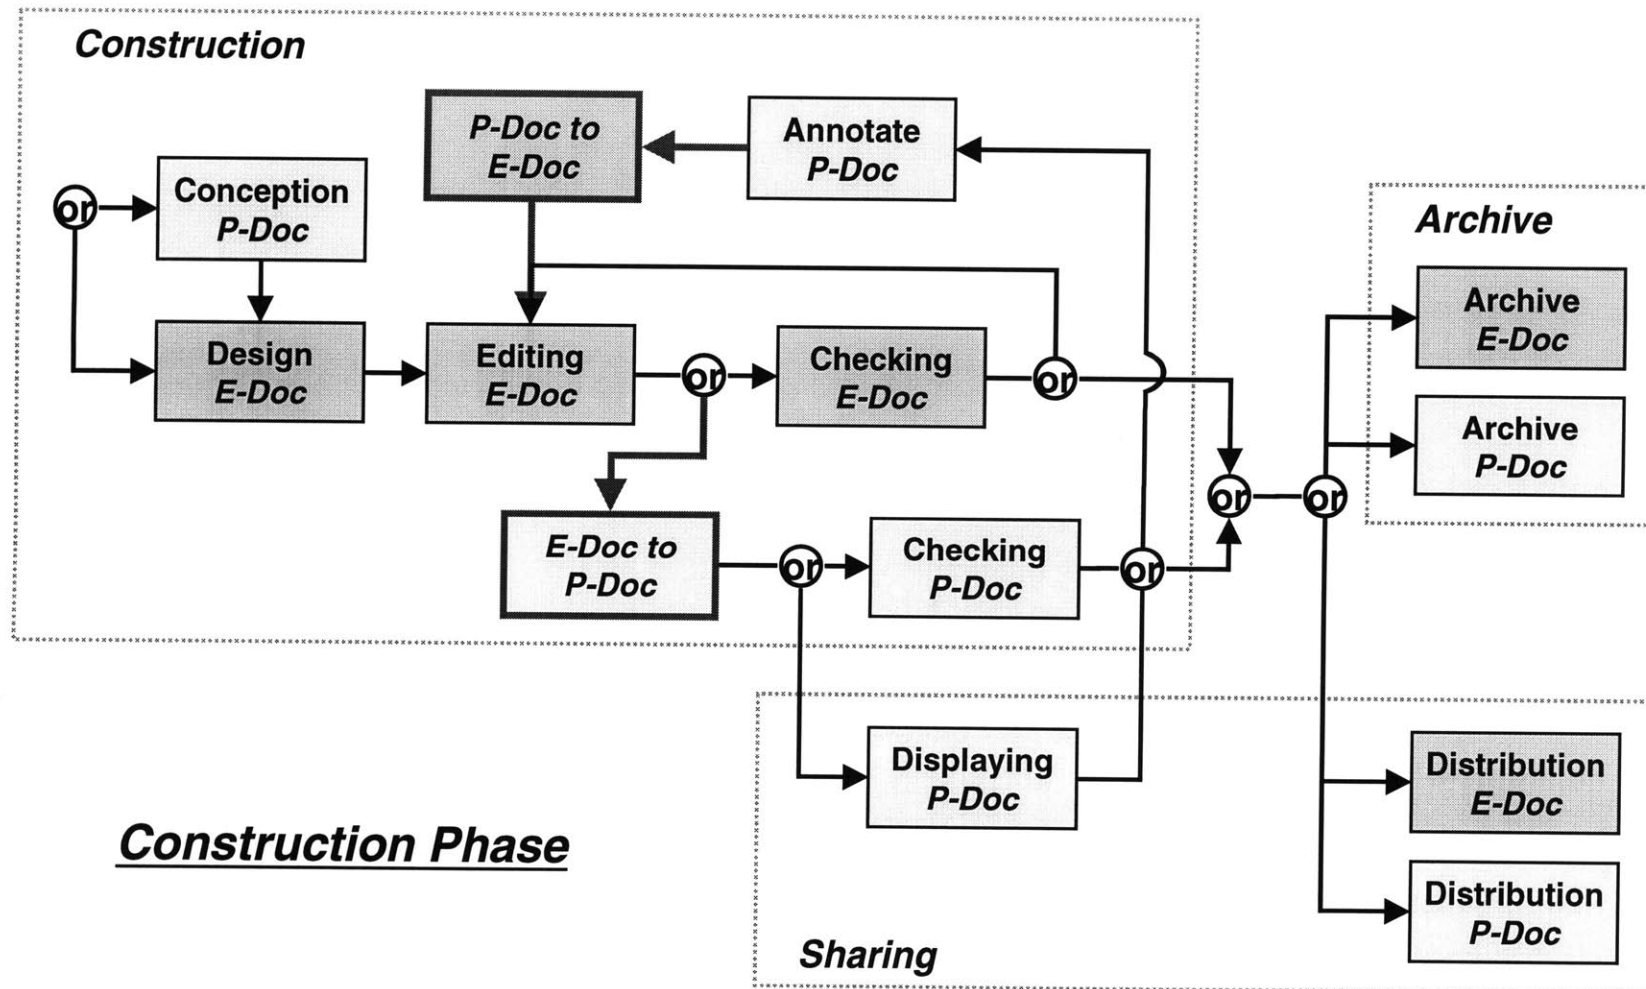 Construction
P-Doc to
E-Doc
Annotate
P-Doc
or
Conception
P-Doc
Archive
Archive
E-Doc
Design
E-Doc
Editing
E-Doc
or
Checking
E-Doc
or
Archive
P-Doc
or
or
E-Doc to
P-Doc
or
Checking
P-Doc
or
Displaying
P-Doc
Distribution
E-Doc
Construction Phase
Distribution
P-Doc
Sharing